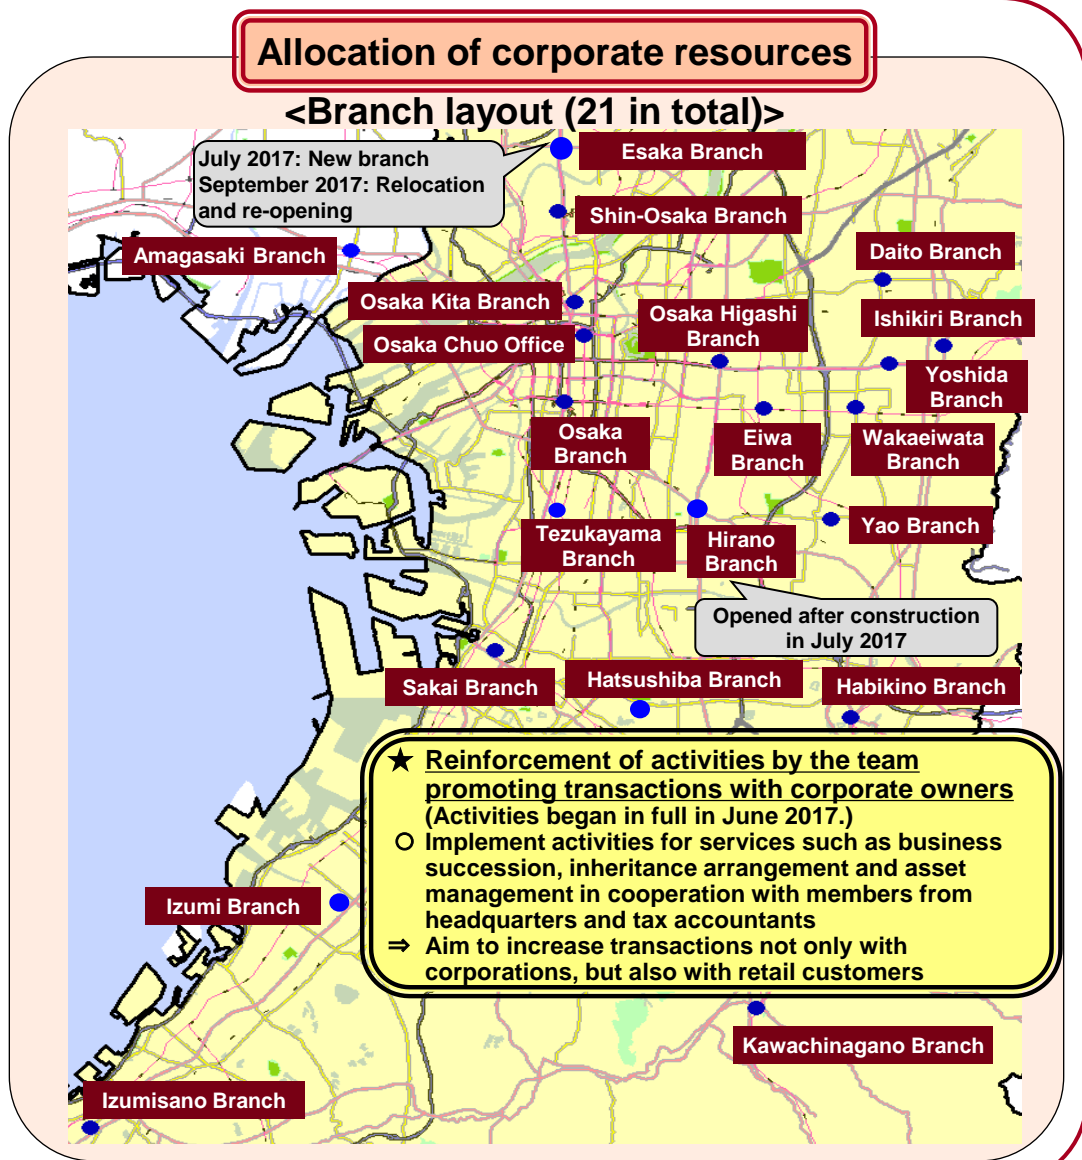 Allocation of corporate resources
<Branch layout (21 in total)>
July 2017: New branch
September 2017: Relocation
and re-opening
Esaka Branch
Shin-Osaka Branch
Amagasaki Branch
Daito Branch
Osaka Kita Branch
Osaka Higashi
Branch
Ishikiri Branch
Osaka Chuo Office
Yoshida
Branch
Osaka
Branch
Eiwa
Branch
Wakaeiwata
Branch
Tezukayama
Branch
Hirano
Branch
Yao Branch
Opened after construction
in July 2017
Sakai Branch
Hatsushiba Branch
Habikino Branch
★ Reinforcement of activities by the team
promoting transactions with corporate owners
(Activities began in full in June 2017.)
○ Implement activities for services such as business
succession, inheritance arrangement and asset
management in cooperation with members from
headquarters and tax accountants
⇒ Aim to increase transactions not only with
corporations, but also with retail customers
Izumi Branch
Kawachinagano Branch
Izumisano Branch